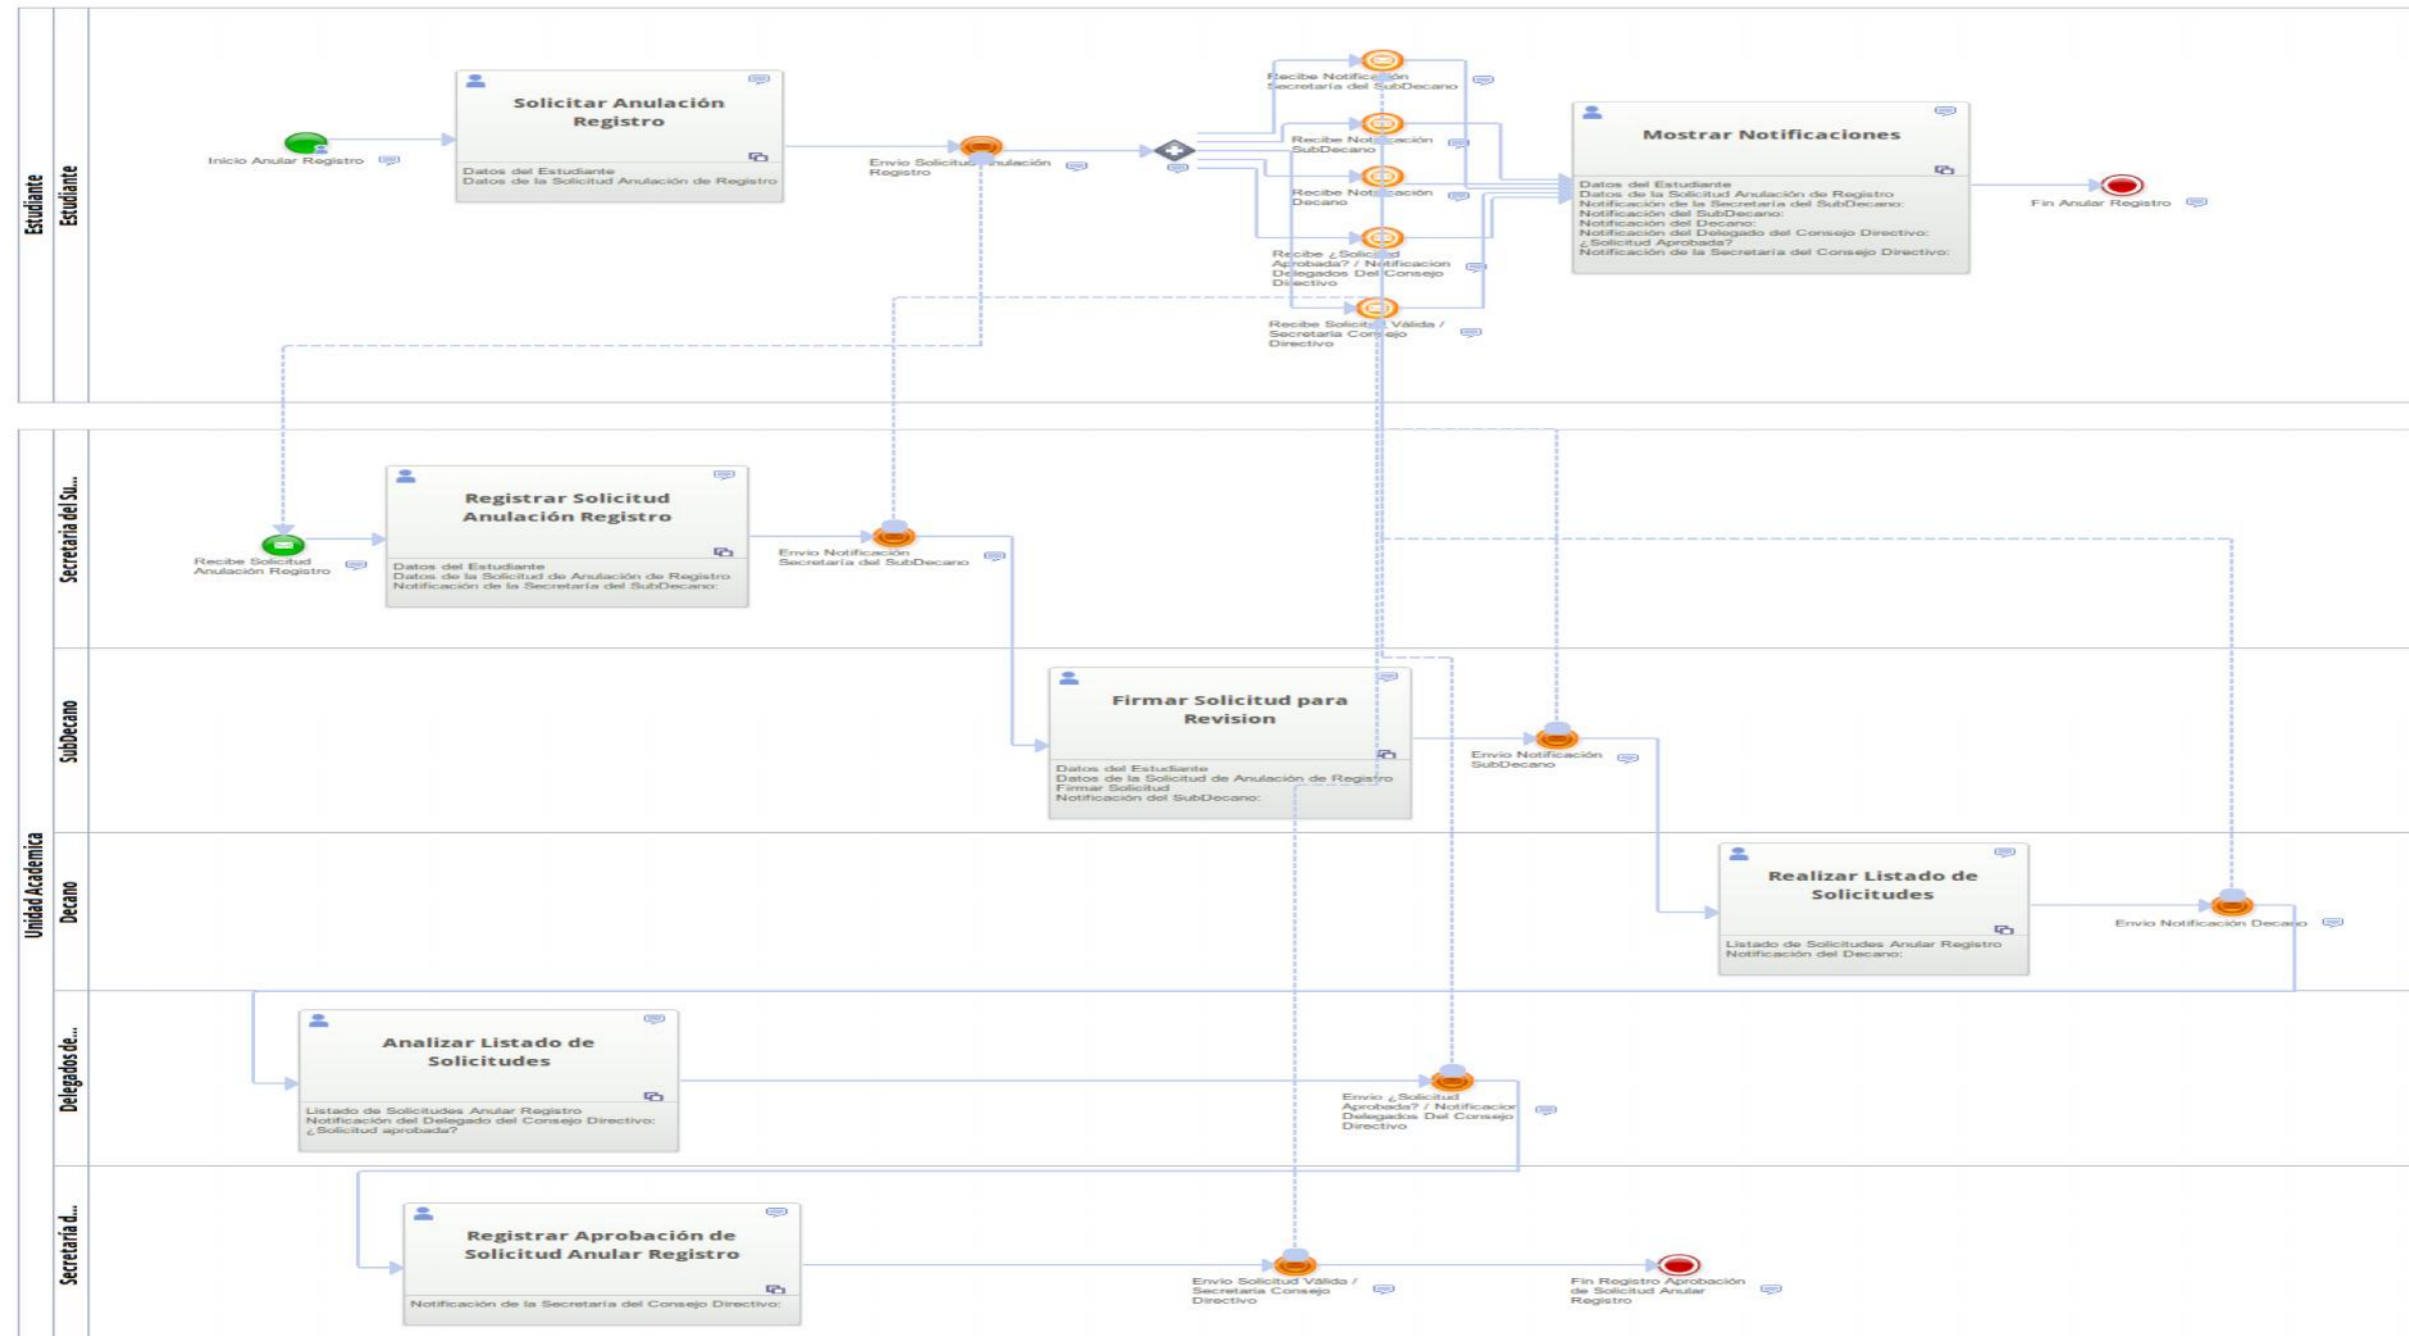 Estudiante
Estudiante
Inicio Anular Registro
Solicitar Anulación
Registro
Datos del Estudiante
Datos de la Solicitud Anulación de Registro
Envio Solicitud Anulación
Registro
Recibe Notificación
Secretaría del SubDecano
Recibe Notificación
SubDecano
Recibe Notificación
Decano
Recibe ¿Solicitud
Aprobada? / Notificacion
Delegados Del Consejo
Directivo
Recibe Solicitud Válida /
Secretaría Consejo
Directivo
Mostrar Notificaciones
Datos del Estudiante
Datos de la Solicitud Anulación de Registro
Notificación de la Secretaría del SubDecano:
Notificación del SubDecano:
Notificación del Decano:
Notificación del Delegado del Consejo Directivo:
¿Solicitud Aprobada?
Notificación de la Secretaría del Consejo Directivo:
Fin Anular Registro
Unidad Academica
Secretaria del Su...
Recibe Solicitud
Anulación Registro
Registrar Solicitud
Anulación Registro
Datos del Estudiante
Datos de la Solicitud de Anulación de Registro
Notificación de la Secretaría del SubDecano:
Envio Notificación
Secretaría del SubDecano
SubDecano
Firmar Solicitud para
Revision
Datos del Estudiante
Datos de la Solicitud de Anulación de Registro
Firmar Solicitud
Notificación del SubDecano:
Envio Notificación
SubDecano
Decano
Realizar Listado de
Solicitudes
Listado de Solicitudes Anular Registro
Notificación del Decano:
Envio Notificación Decano
Delegados de...
Analizar Listado de
Solicitudes
Listado de Solicitudes Anular Registro
Notificación del Delegado del Consejo Directivo:
¿Solicitud aprobada?
Envio ¿Solicitud
Aprobada? / Notificacion
Delegados Del Consejo
Directivo
Secretaría d...
Registrar Aprobación de
Solicitud Anular Registro
Notificación de la Secretaría del Consejo Directivo:
Envio Solicitud Válida /
Secretaría Consejo
Directivo
Fin Registro Aprobación
de Solicitud Anular
Registro